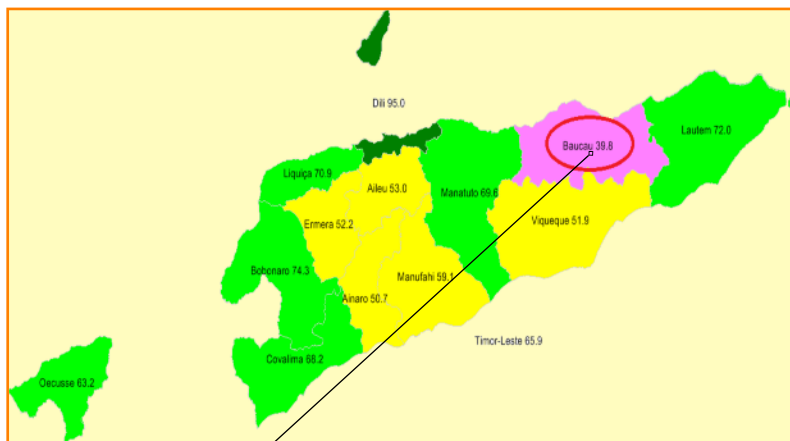 Dili 95.0
Baucau 39.8
Lautem 72.0
Liquiça 70.9
Aileu 53.0
Manatuto 69.6
Ermera 52.2
Viqueque 51.9
Bobonaro 74.3
Manufahi 59.1
Ainaro 50.7
Timor-Leste 65.9
Covalima 68.2
Oecusse 63.2